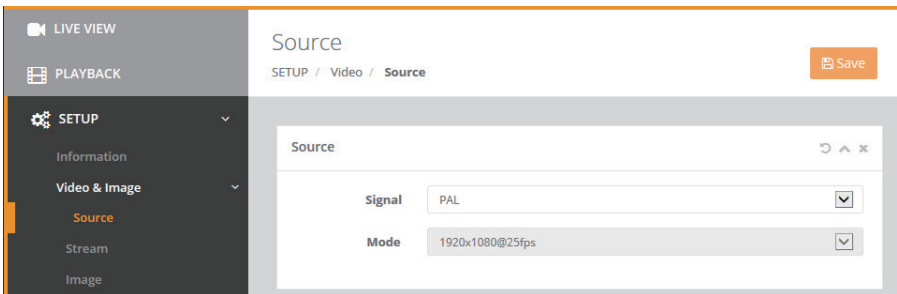 LIVE VIEW
PLAYBACK
SETUP
Information
Video & Image
Source
Stream
Image
Source
SETUP / Video / Source
Save
Source
Signal PAL
Mode 1920x1080@25fps